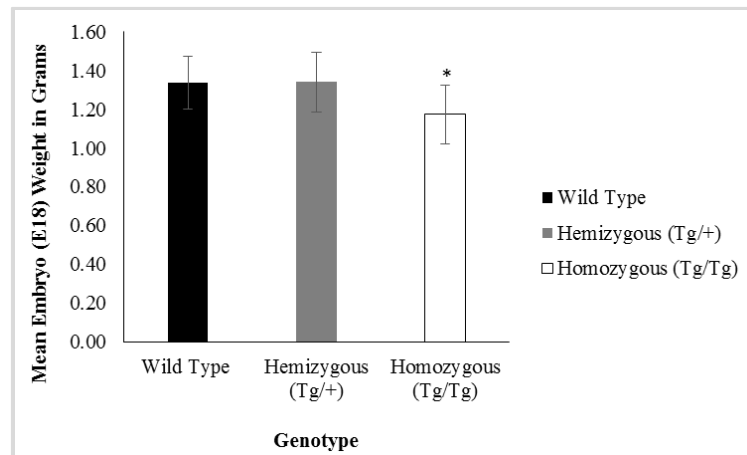 Mean Embryo (E18) Weight in Grams
1.60
1.40
1.20
1.00
0.80
0.60
0.40
0.20
0.00
*
Wild Type
Hemizygous
(Tg/+)
Homozygous
(Tg/Tg)
Genotype
Wild Type
Hemizygous (Tg/+)
Homozygous (Tg/Tg)